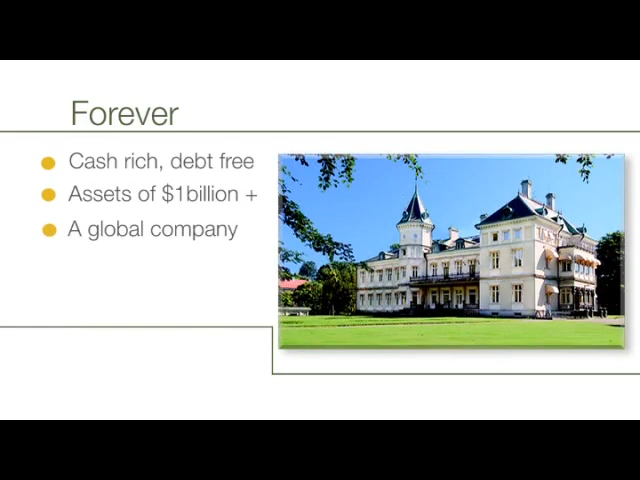 Forever
Cash rich, debt free
Assets of $1billion +
A global company